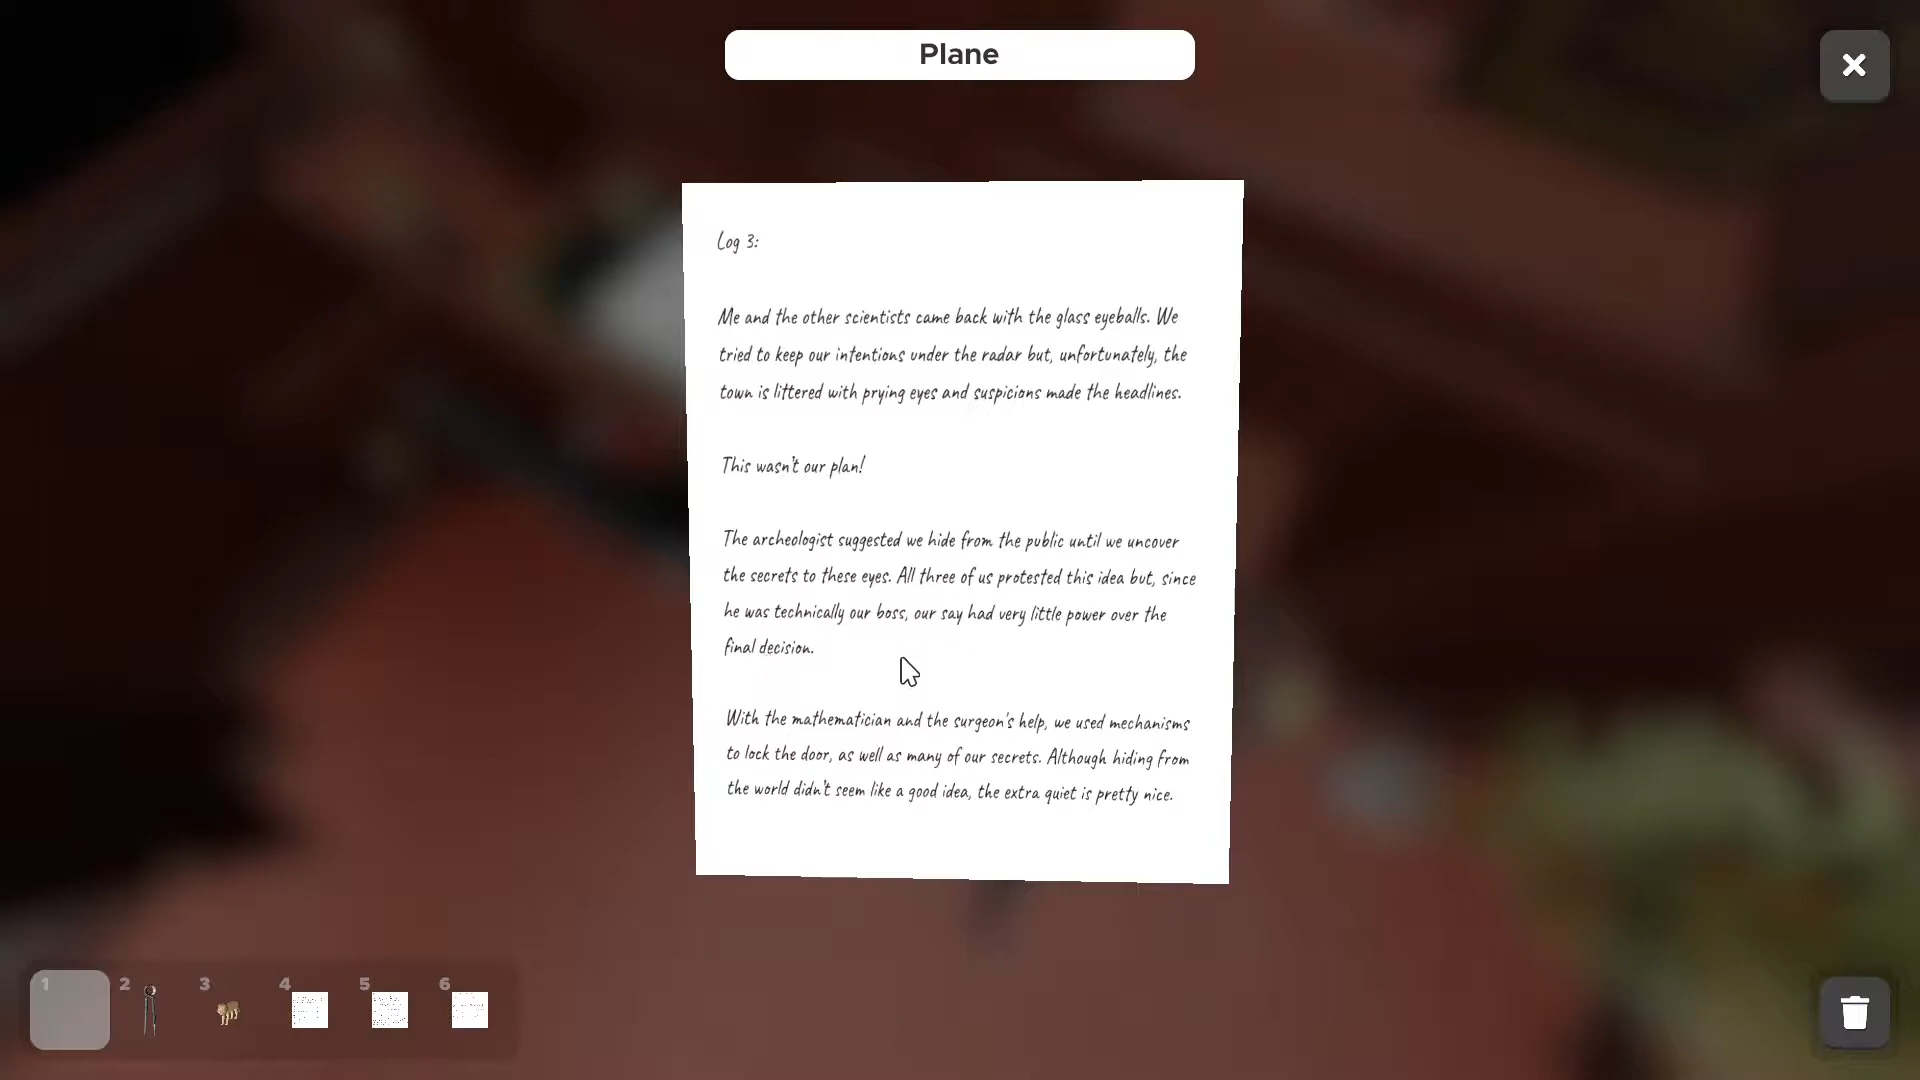 Plane
Log 3:
Me and the other scientists came back with the glass eyeballs. We
tried to keep our intentions under the radar but, unfortunately, the
town is littered with prying eyes and suspicions made the headlines.
This wasn't our plan!
The archeologist suggested we hide from the public until we uncover
the secrets to these eyes. All three of us protested this idea but, since
he was technically our boss, our say had very little power over the
final decision.
With the mathematician and the surgeon's help, we used mechanisms
to lock the door, as well as many of our secrets. Although hiding from
the world didn't seem like a good idea, the extra quiet is pretty nice.
1 2 3 4 5 6